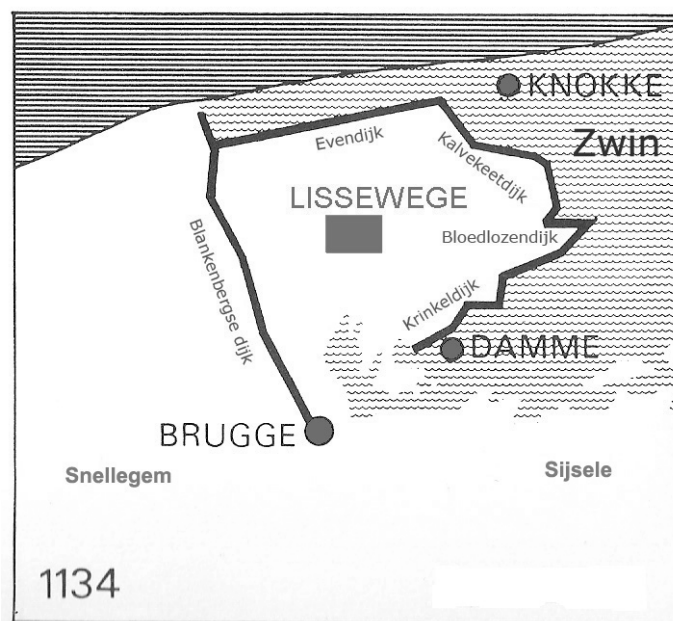 KNOKKE
Zwin
Evendijk
Kalvekeetdijk
LISSEWEGE
Blankenbergse dijk
Bloedlozendijk
Krinkeldijk
DAMME
BRUGGE
Snellegem
Sijsele
1134